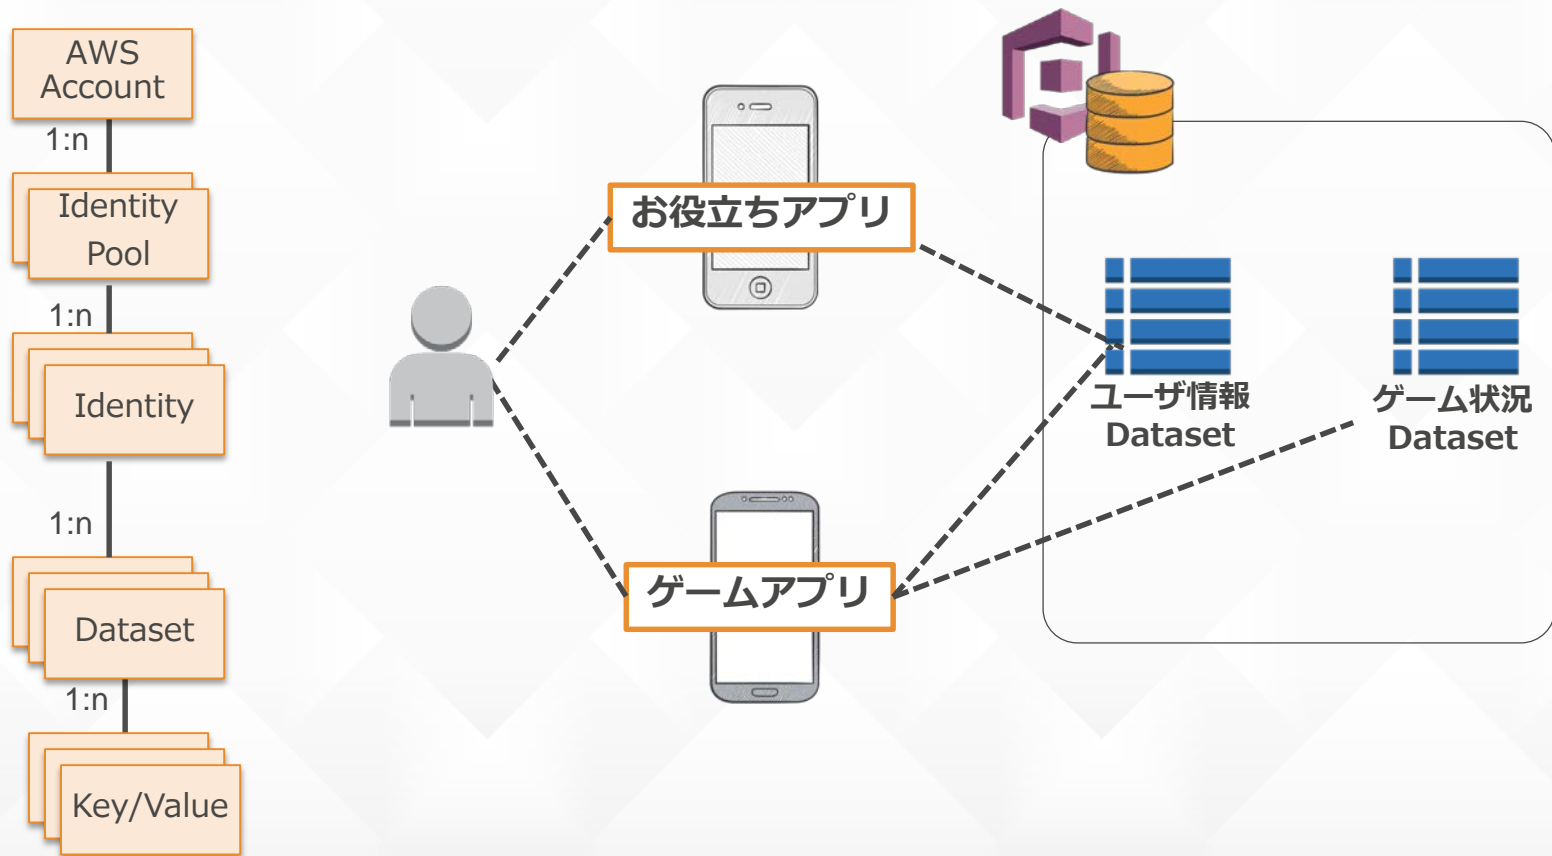 AWS
Account
1:n
Identity
Pool
1:n
Identity
1:n
Dataset
1:n
Key/Value
お役立ちアプリ
ゲームアプリ
ユーザ情報
Dataset
ゲーム状況
Dataset